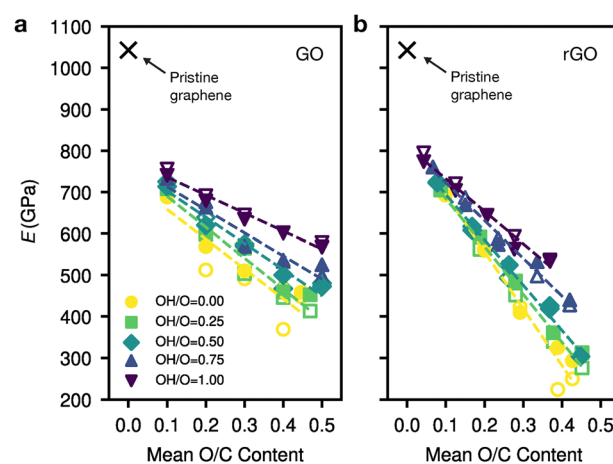 a
b
1100
1000
900
800
700
600
500
400
300
200
E (GPa)
GO
Pristine
graphene
OH/O=0.00
OH/O=0.25
OH/O=0.50
OH/O=0.75
OH/O=1.00
0.0 0.1 0.2 0.3 0.4 0.5
Mean O/C Content
rGO
Pristine
graphene
0.0 0.1 0.2 0.3 0.4 0.5
Mean O/C Content